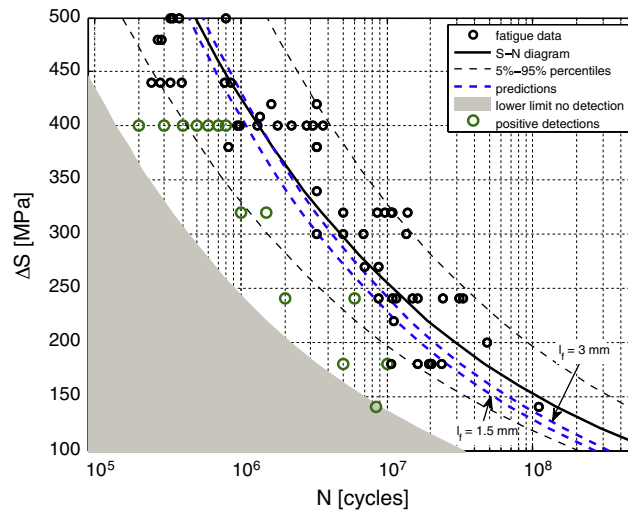 500
450
400
350
300
250
200
150
100
ΔS [MPa]
10^5
10^6
10^7
10^8
N [cycles]
fatigue data
S–N diagram
5%–95% percentiles
predictions
lower limit no detection
positive detections
l_f = 3 mm
l_f = 1.5 mm